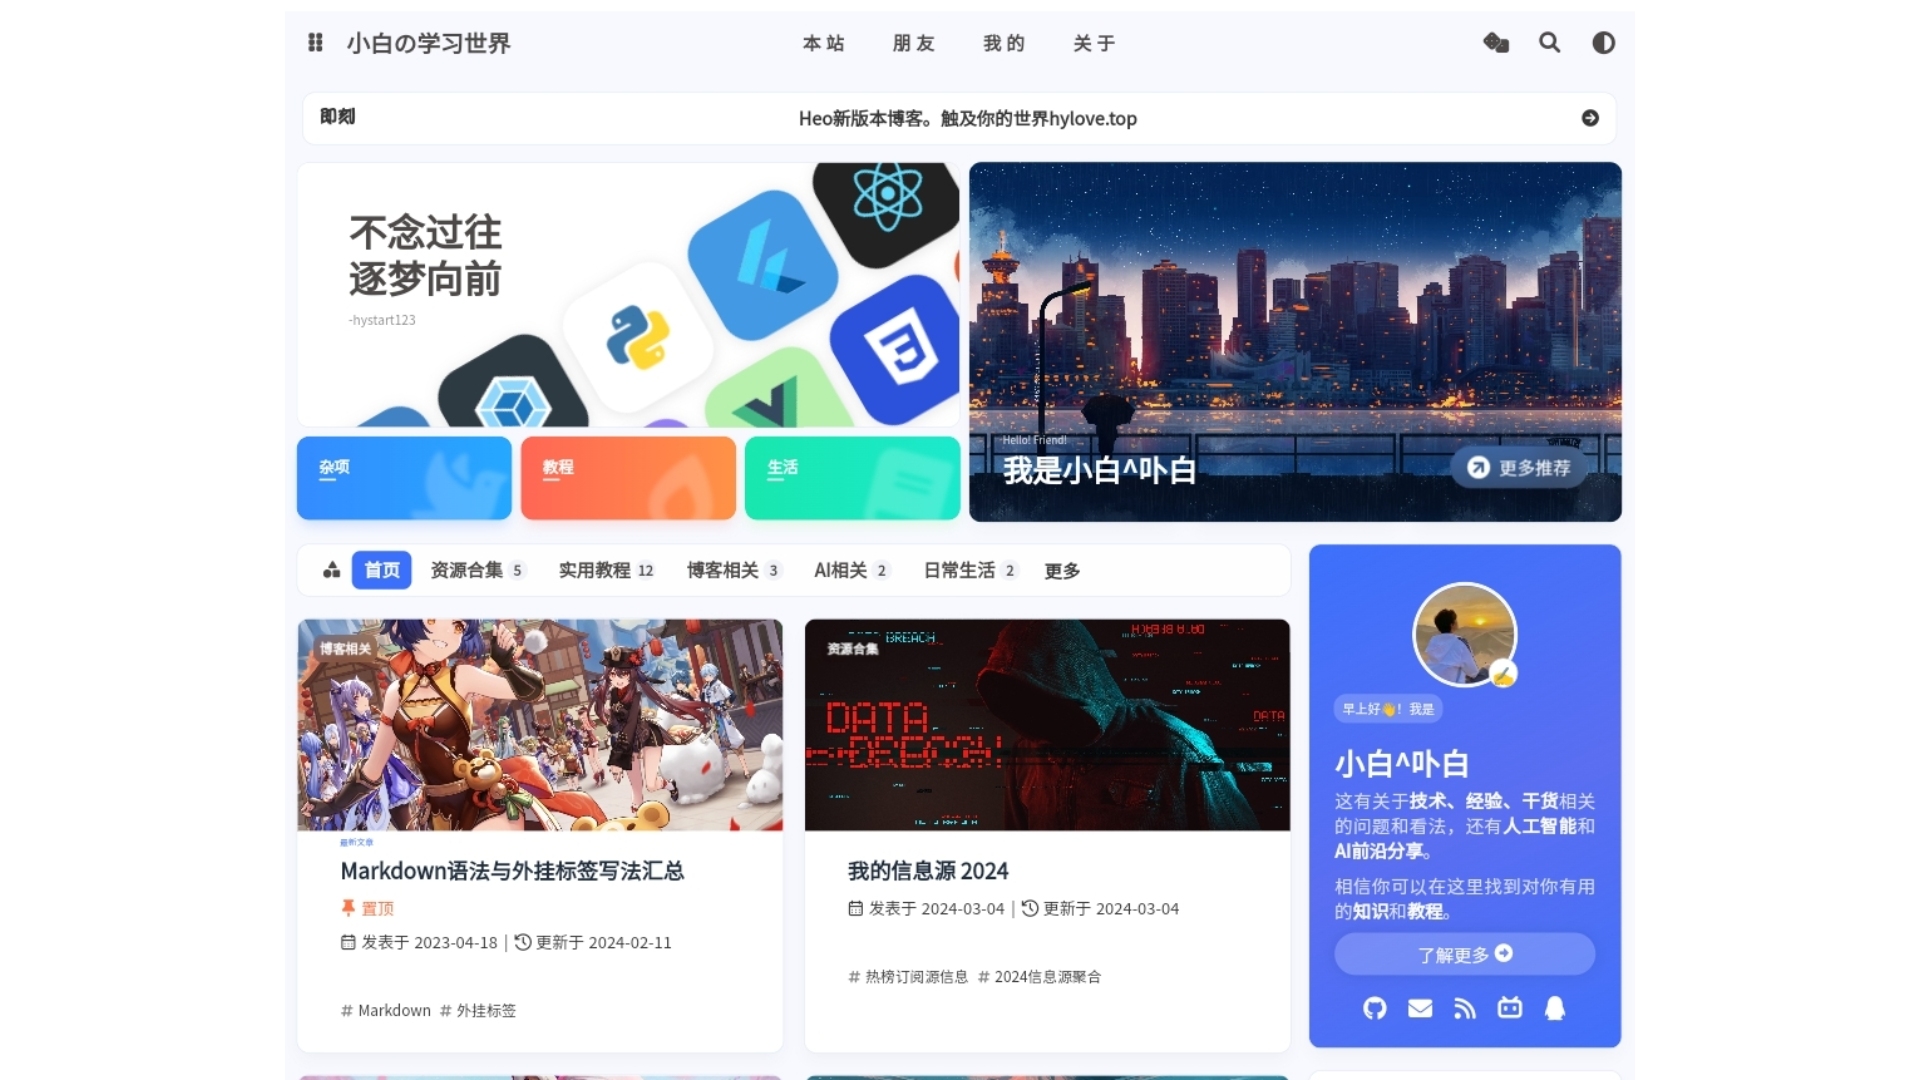 小白の学习世界
本站 朋友 我的 关于
即刻
Heo新版本博客。触及你的世界hylove.top
不念过往
逐梦向前
-hystart123
杂项
教程
生活
Hello! Friend!
我是小白^卟白
更多推荐
首页 资源合集 5 实用教程 12 博客相关 3 AI相关 2 日常生活 2 更多
博客相关
最新文章
Markdown语法与外挂标签写法汇总
置顶
发表于 2023-04-18 | 更新于 2024-02-11
# Markdown # 外挂标签
资源合集
DATA
DATA
我的信息源 2024
发表于 2024-03-04 | 更新于 2024-03-04
# 热榜订阅源信息 # 2024信息源聚合
早上好👋！我是
小白^卟白
这有关于技术、经验、干货相关
的问题和看法，还有人工智能和
AI前沿分享。
相信你可以在这里找到对你有用
的知识和教程。
了解更多